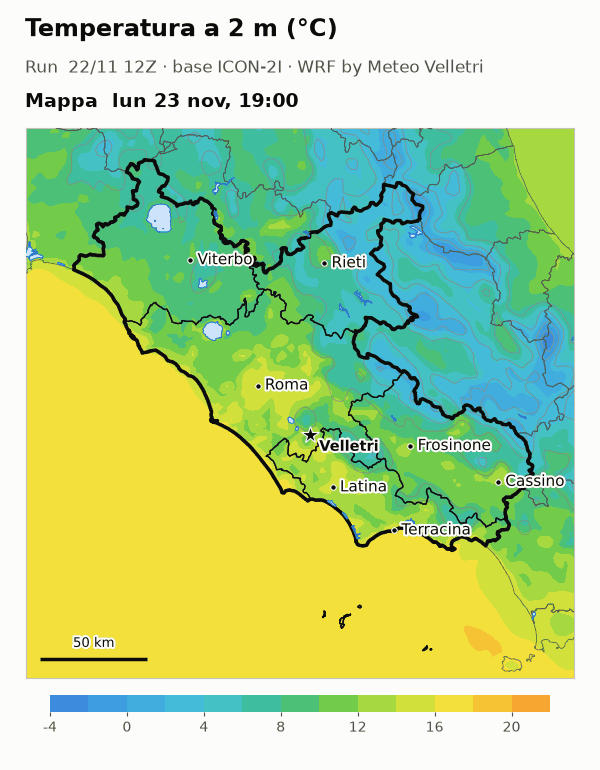 Temperatura a 2 m (°C)
Run  22/11 12Z · base ICON-2I · WRF by Meteo Velletri
Mappa  lun 23 nov, 19:00
Viterbo
Rieti
Roma
Velletri
Frosinone
Cassino
Latina
Terracina
50 km
-4 0 4 8 12 16 20